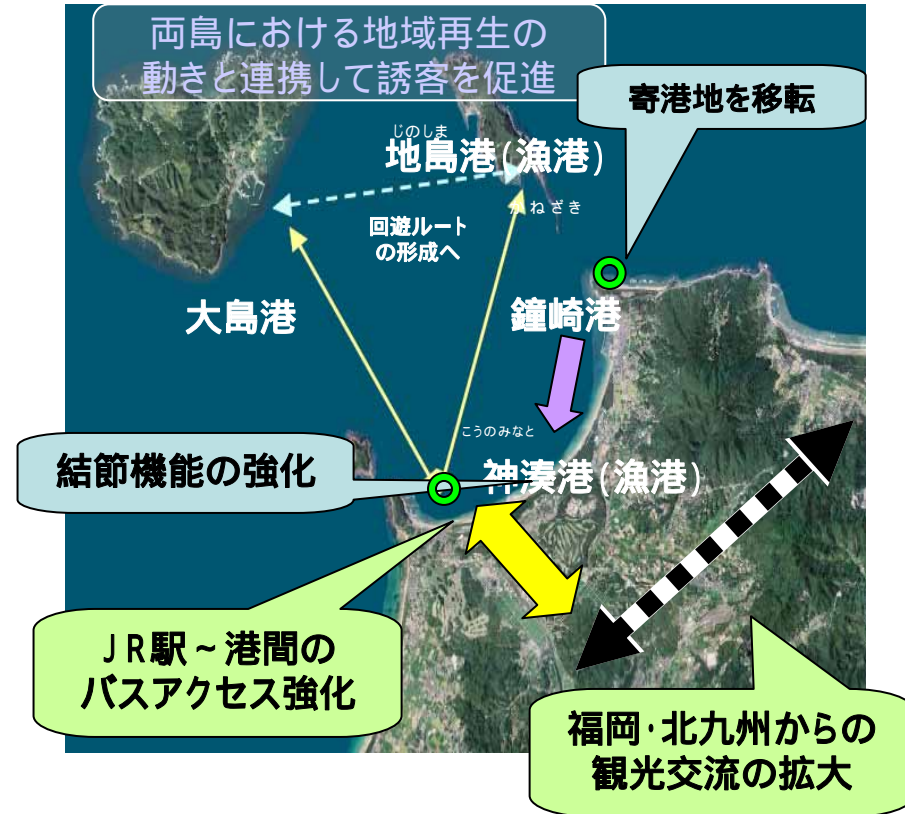 両島における地域再生の
動きと連携して誘客を促進
寄港地を移転
じのしま
地島港(漁港)
ねざき
回遊ルート
の形成へ
大島港
鐘崎港
こうのみなと
神湊港(漁港)
結節機能の強化
JR駅~港間の
バスアクセス強化
福岡・北九州からの
観光交流の拡大